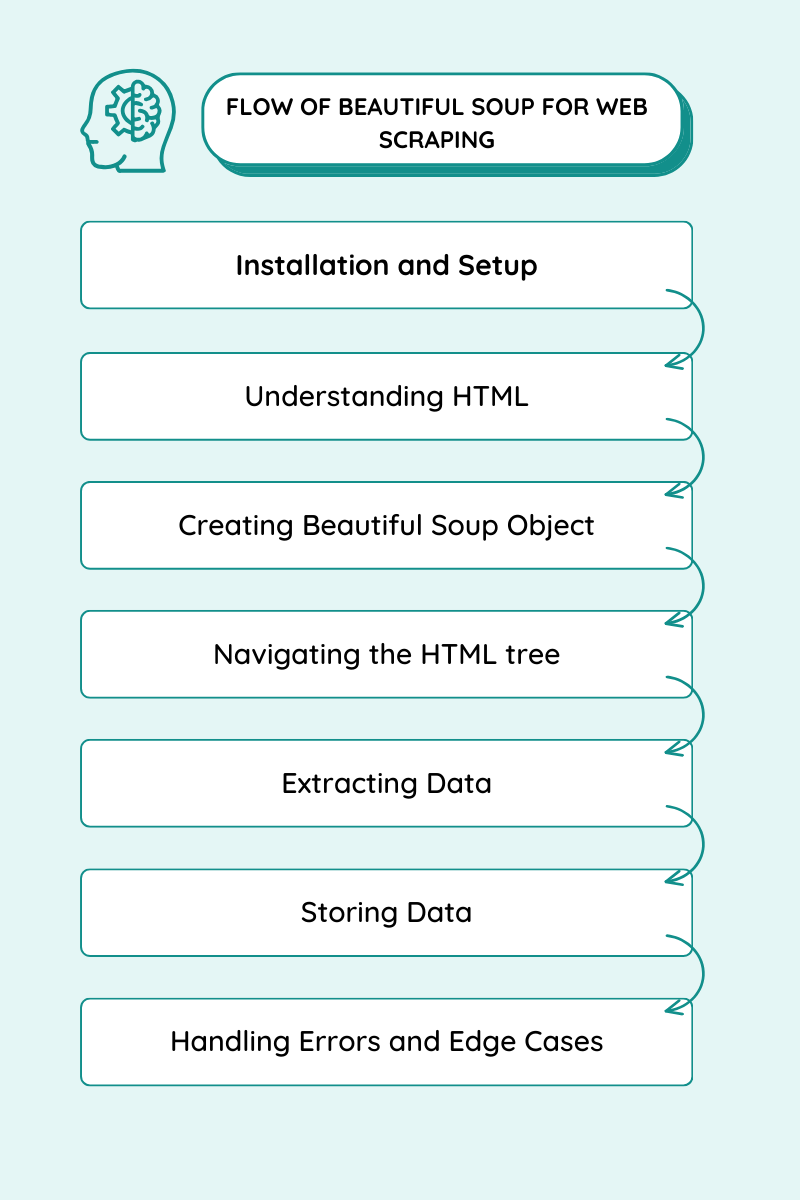 FLOW OF BEAUTIFUL SOUP FOR WEB
SCRAPING
Installation and Setup
Understanding HTML
Creating Beautiful Soup Object
Navigating the HTML tree
Extracting Data
Storing Data
Handling Errors and Edge Cases